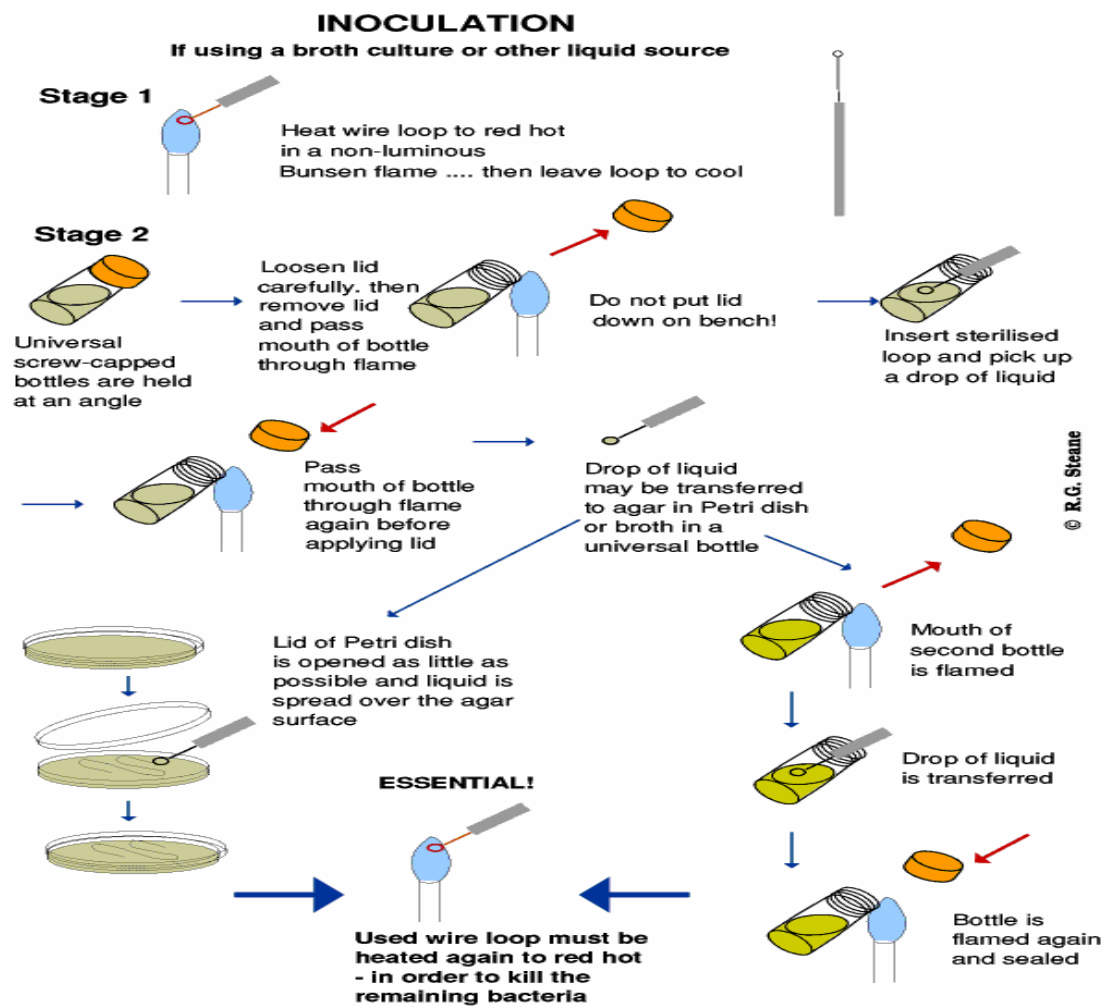 INOCULATION
If using a broth culture or other liquid source
Stage 1
Heat wire loop to red hot
in a non-luminous
Bunsen flame .... then leave loop to cool
Stage 2
Universal
screw-capped
bottles are held
at an angle
Loosen lid
carefully. then
remove lid
and pass
mouth of bottle
through flame
Do not put lid
down on bench!
Insert sterilised
loop and pick up
a drop of liquid
Pass
mouth of bottle
through flame
again before
applying lid
Drop of liquid
may be transferred
to agar in Petri dish
or broth in a
universal bottle
© R.G. Steane
Lid of Petri dish
is opened as little as
possible and liquid is
spread over the agar
surface
Mouth of
second bottle
is flamed
Drop of liquid
is transferred
Bottle is
flamed again
and sealed
ESSENTIAL!
Used wire loop must be
heated again to red hot
- in order to kill the
remaining bacteria